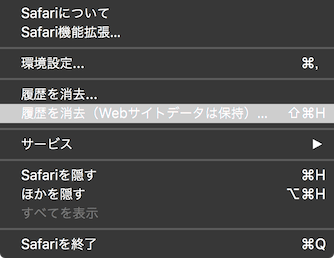 Safariについて
Safari機能拡張...
環境設定... ⌘,
履歴を消去...
履歴を消去（Webサイトデータは保持）... ⇧⌘H
サービス ▶
Safariを隠す ⌘H
ほかを隠す ⌥⌘H
すべてを表示
Safariを終了 ⌘Q